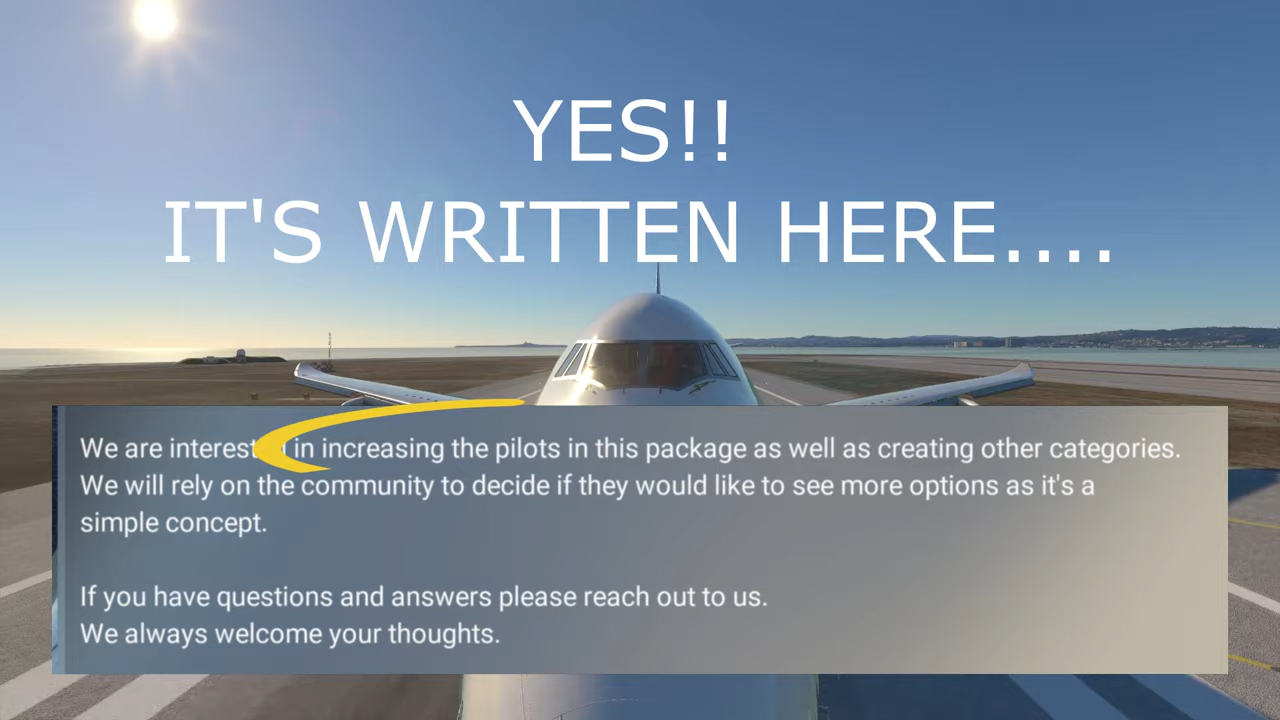 YES!!
IT'S WRITTEN HERE....
We are interested in increasing the pilots in this package as well as creating other categories.
We will rely on the community to decide if they would like to see more options as it's a
simple concept.
If you have questions and answers please reach out to us.
We always welcome your thoughts.